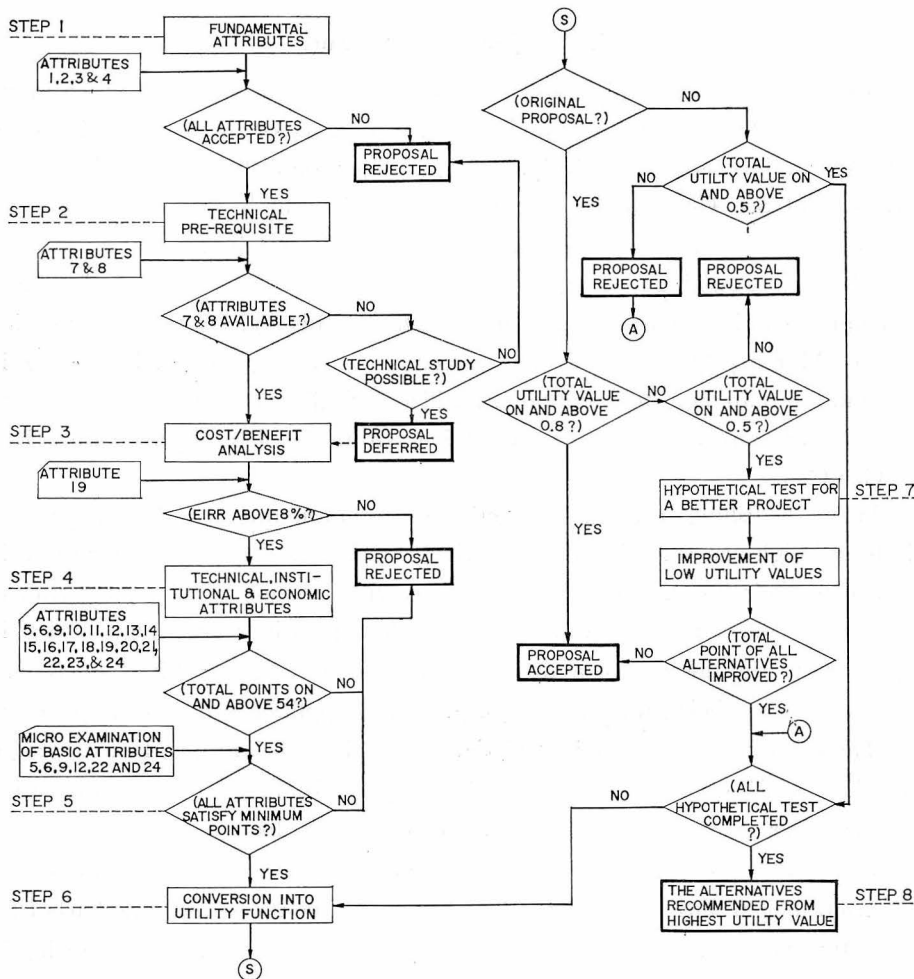 STEP 1
FUNDAMENTAL
ATTRIBUTES
ATTRIBUTES
1,2,3 & 4
(ALL ATTRIBUTES
ACCEPTED?)
NO
PROPOSAL
REJECTED
YES
STEP 2
TECHNICAL
PRE-REQUISITE
ATTRIBUTES
7 & 8
(ATTRIBUTES
7 & 8 AVAILABLE?)
NO
(TECHNICAL STUDY
POSSIBLE?)
NO
YES
YES
STEP 3
COST/BENEFIT
ANALYSIS
PROPOSAL
DEFERRED
ATTRIBUTE
19
(EIRR ABOVE 8%?)
NO
YES
PROPOSAL
REJECTED
STEP 4
TECHNICAL, INSTI-
TUTIONAL & ECONOMIC
ATTRIBUTES
ATTRIBUTES
5,6,9,10,11,12,13,14
15,16,17,18,19,20,21,
22,23,& 24
(TOTAL POINTS ON
AND ABOVE 54?)
NO
MICRO EXAMINATION
OF BASIC ATTRIBUTES
5,6,9,12,22 AND 24
YES
STEP 5
(ALL ATTRIBUTES
SATISFY MINIMUM
POINTS?)
NO
YES
STEP 6
CONVERSION INTO
UTILITY FUNCTION
S
S
(ORIGINAL
PROPOSAL?)
NO
YES
(TOTAL
UTILTY VALUE ON
AND ABOVE
0.5?)
NO
YES
PROPOSAL
REJECTED
A
PROPOSAL
REJECTED
NO
(TOTAL
UTILITY VALUE
ON AND ABOVE
0.8?)
NO
(TOTAL
UTILITY VALUE
ON AND ABOVE
0.5?)
YES
YES
HYPOTHETICAL TEST FOR
A BETTER PROJECT
STEP 7
IMPROVEMENT OF
LOW UTILITY VALUES
(TOTAL
POINT OF ALL
ALTERNATIVES
IMPROVED?)
NO
PROPOSAL
ACCEPTED
YES
A
(ALL
HYPOTHETICAL TEST
COMPLETED
?)
NO
YES
THE ALTERNATIVES
RECOMMENDED FROM
HIGHEST UTILTY VALUE
STEP 8